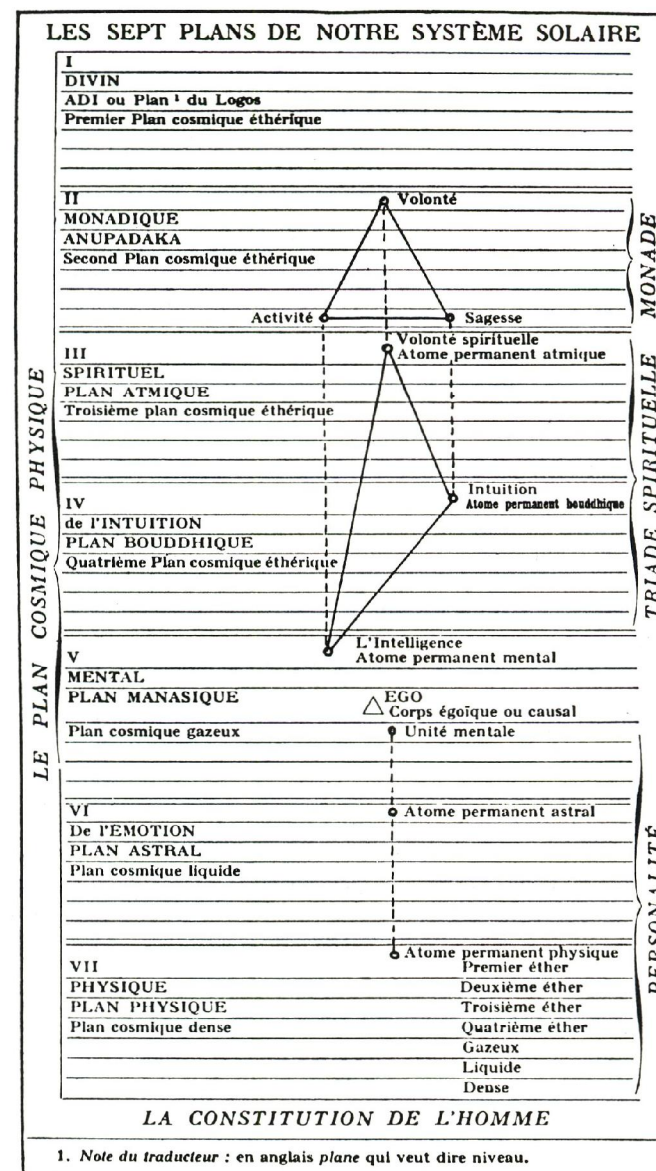 LES SEPT PLANS DE NOTRE SYSTÈME SOLAIRE
I
DIVIN
ADI ou Plan ¹ du Logos
Premier Plan cosmique éthérique
II
Volonté
MONADIQUE
ANUPADAKA
Second Plan cosmique éthérique
Activité
Sagesse
MONADE
III
Volonté spirituelle
Atome permanent atmique
SPIRITUEL
PLAN ATMIQUE
Troisième plan cosmique éthérique
IV
Intuition
Atome permanent bouddhique
de l'INTUITION
PLAN BOUDDHIQUE
Quatrième Plan cosmique éthérique
TRIADE SPIRITUELLE
LE PLAN COSMIQUE PHYSIQUE
V
L'Intelligence
Atome permanent mental
MENTAL
PLAN MANASIQUE
EGO
Corps égoïque ou causal
Plan cosmique gazeux
Unité mentale
VI
Atome permanent astral
De l'EMOTION
PLAN ASTRAL
Plan cosmique liquide
PERSONALITÉ
VII
Atome permanent physique
Premier éther
PHYSIQUE
Deuxième éther
PLAN PHYSIQUE
Troisième éther
Plan cosmique dense
Quatrième éther
Gazeux
Liquide
Dense
LA CONSTITUTION DE L'HOMME
1. Note du traducteur : en anglais plane qui veut dire niveau.